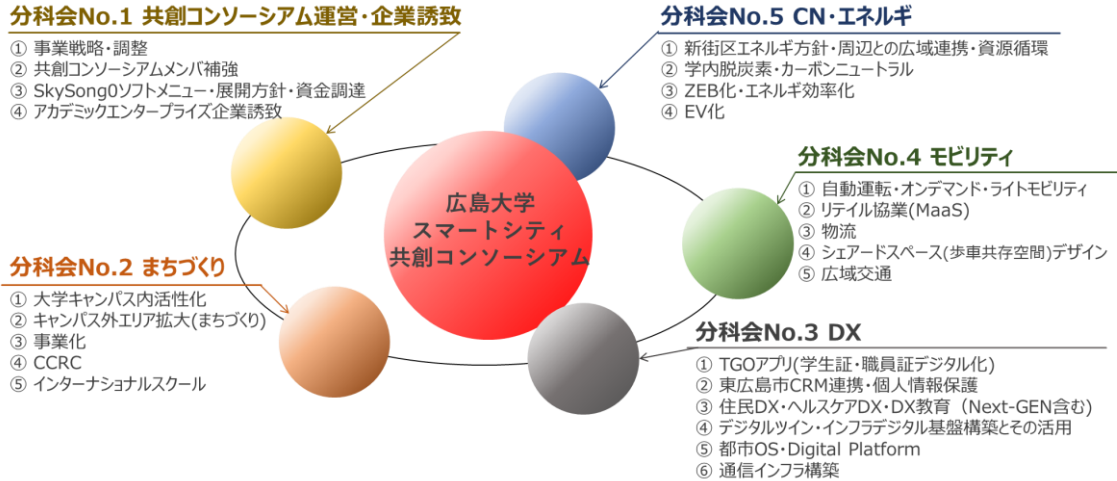 分科会No.1 共創コンソーシアム運営・企業誘致
① 事業戦略・調整
② 共創コンソーシアムメンバ補強
③ SkySong0ソフトメニュー・展開方針・資金調達
④ アカデミックエンタープライズ企業誘致
分科会No.5 CN・エネルギ
① 新街区エネルギ方針・周辺との広域連携・資源循環
② 学内脱炭素・カーボンニュートラル
③ ZEB化・エネルギ効率化
④ EV化
分科会No.4 モビリティ
① 自動運転・オンデマンド・ライトモビリティ
② リテイル協業(MaaS)
③ 物流
④ シェアードスペース(歩車共存空間)デザイン
⑤ 広域交通
広島大学
スマートシティ
共創コンソーシアム
分科会No.2 まちづくり
① 大学キャンパス内活性化
② キャンパス外エリア拡大(まちづくり)
③ 事業化
④ CCRC
⑤ インターナショナルスクール
分科会No.3 DX
① TGOアプリ(学生証・職員証デジタル化)
② 東広島市CRM連携・個人情報保護
③ 住民DX・ヘルスケアDX・DX教育（Next-GEN含む)
④ デジタルツイン・インフラデジタル基盤構築とその活用
⑤ 都市OS・Digital Platform
⑥ 通信インフラ構築